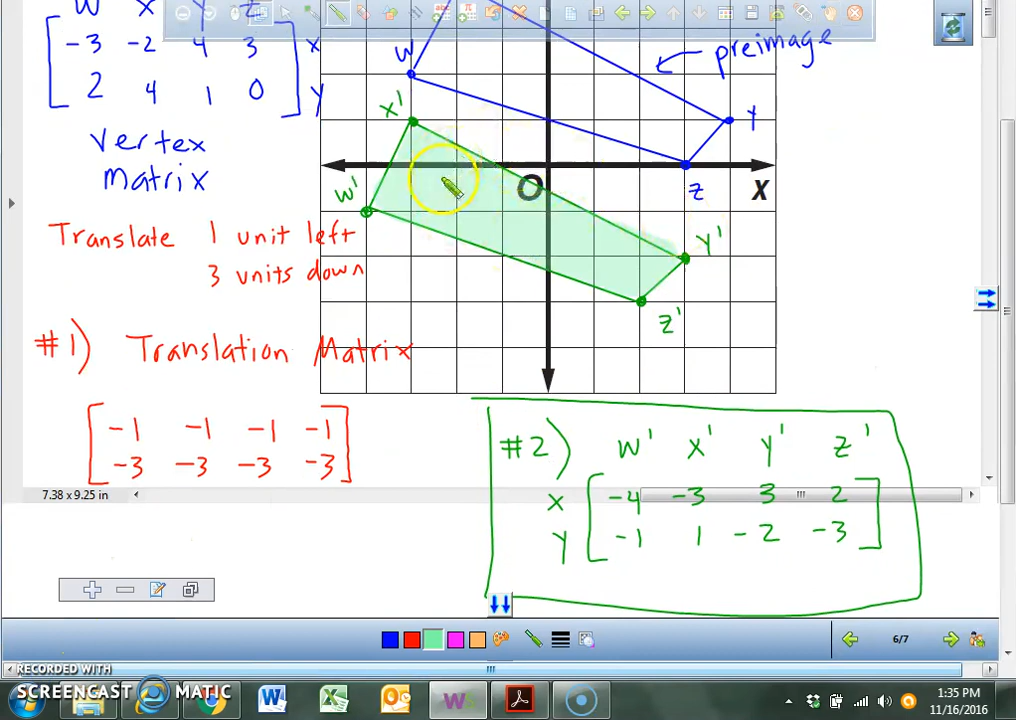 W X Y Z
-3 -2 4 3 x
2 4 1 0 y
Vertex
Matrix
preimage
W
Y
Z
X
O
X'
W'
Y'
Z'
Translate 1 unit left
3 units down
#1) Translation Matrix
-1 -1 -1 -1
-3 -3 -3 -3
#2) W' X' Y' Z'
x -4 -3 3 2
y -1 1 -2 -3
7.38 x 9.25 in
6/7
RECORDED WITH
SCREENCAST MATIC
1:35 PM
11/16/2016